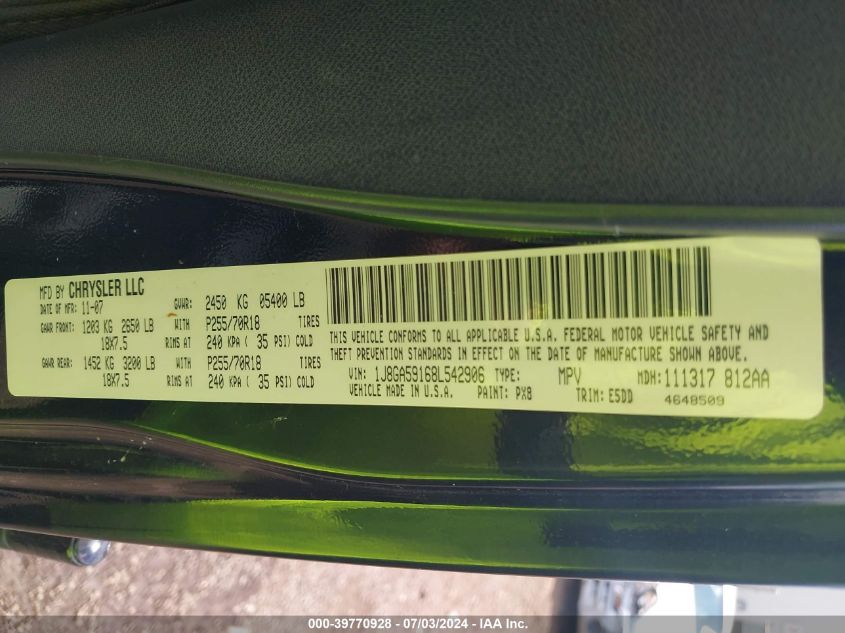 MFD BY CHRYSLER LLC
DATE OF MFR: 11-07 GVWR: 2450 KG 05400 LB
GAWR FRONT: 1203 KG 2650 LB WITH P255/70R18 TIRES
18X7.5 RIMS AT 240 KPA ( 35 PSI) COLD
GAWR REAR: 1452 KG 3200 LB WITH P255/70R18 TIRES
18X7.5 RIMS AT 240 KPA ( 35 PSI) COLD
THIS VEHICLE CONFORMS TO ALL APPLICABLE U.S.A. FEDERAL MOTOR VEHICLE SAFETY AND
THEFT PREVENTION STANDARDS IN EFFECT ON THE DATE OF MANUFACTURE SHOWN ABOVE.
VIN: 1J8GA59168L542906 TYPE: MPV MDH: 111317 812AA
VEHICLE MADE IN U.S.A. PAINT: PX8 TRIM: E5DD 4648509
000-39770928 - 07/03/2024 - IAA Inc.